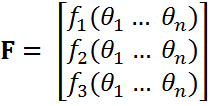 f₁(θ₁ … θₙ)
F = f₂(θ₁ … θₙ)
f₃(θ₁ … θₙ)